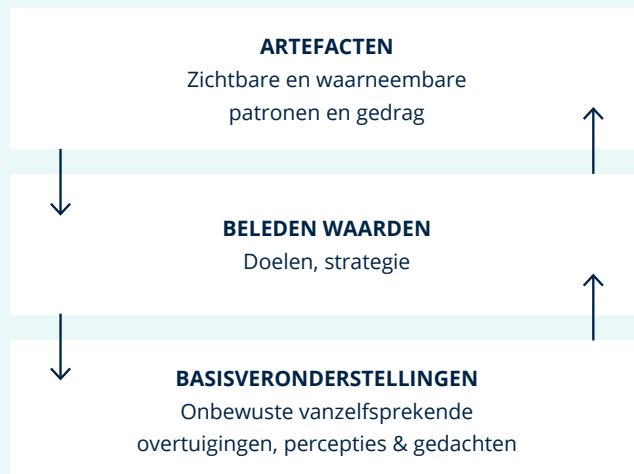 ARTEFACTEN
Zichtbare en waarneembare
patronen en gedrag
BELEDEN WAARDEN
Doelen, strategie
BASISVERONDERSTELLINGEN
Onbewuste vanzelfsprekende
overtuigingen, percepties & gedachten